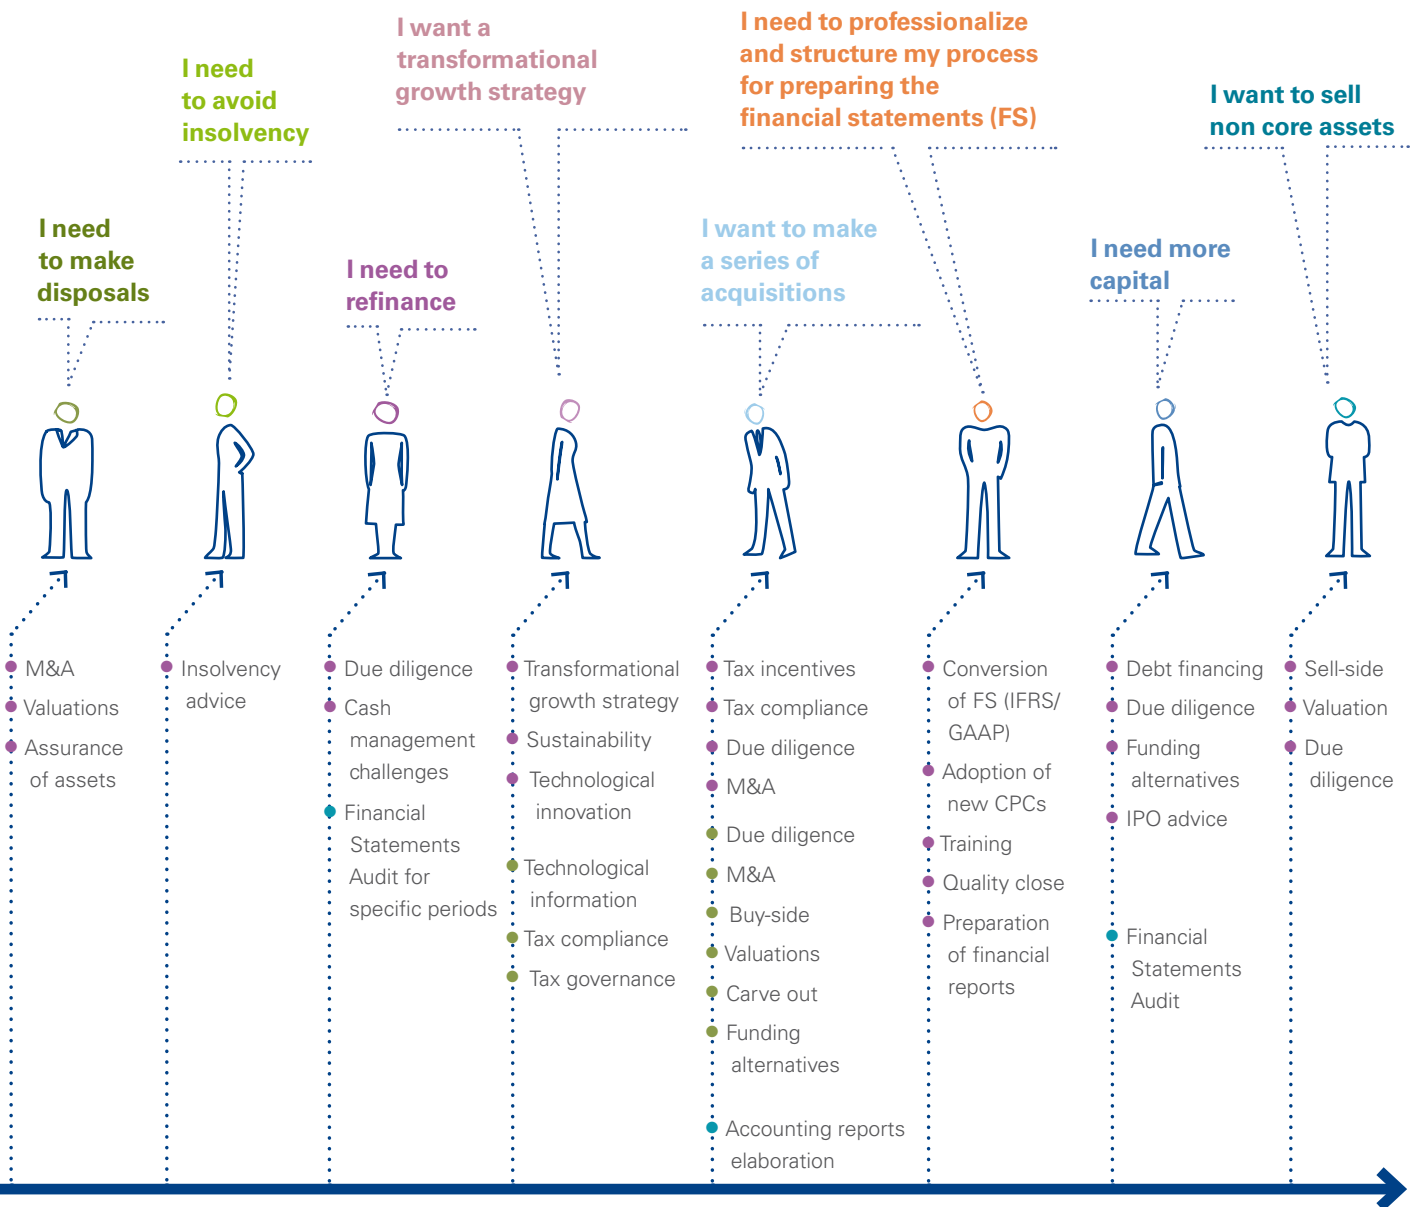 I need
to make
disposals
I need
to avoid
insolvency
I need to
refinance
I want a
transformational
growth strategy
I want to make
a series of
acquisitions
I need to professionalize
and structure my process
for preparing the
financial statements (FS)
I need more
capital
I want to sell
non core assets
M&A
Valuations
Assurance
of assets
Insolvency
advice
Due diligence
Cash
management
challenges
Financial
Statements
Audit for
specific periods
Transformational
growth strategy
Sustainability
Technological
innovation
Technological
information
Tax compliance
Tax governance
Tax incentives
Tax compliance
Due diligence
M&A
Due diligence
M&A
Buy-side
Valuations
Carve out
Funding
alternatives
Accounting reports
elaboration
Conversion
of FS (IFRS/
GAAP)
Adoption of
new CPCs
Training
Quality close
Preparation
of financial
reports
Debt financing
Due diligence
Funding
alternatives
IPO advice
Financial
Statements
Audit
Sell-side
Valuation
Due
diligence